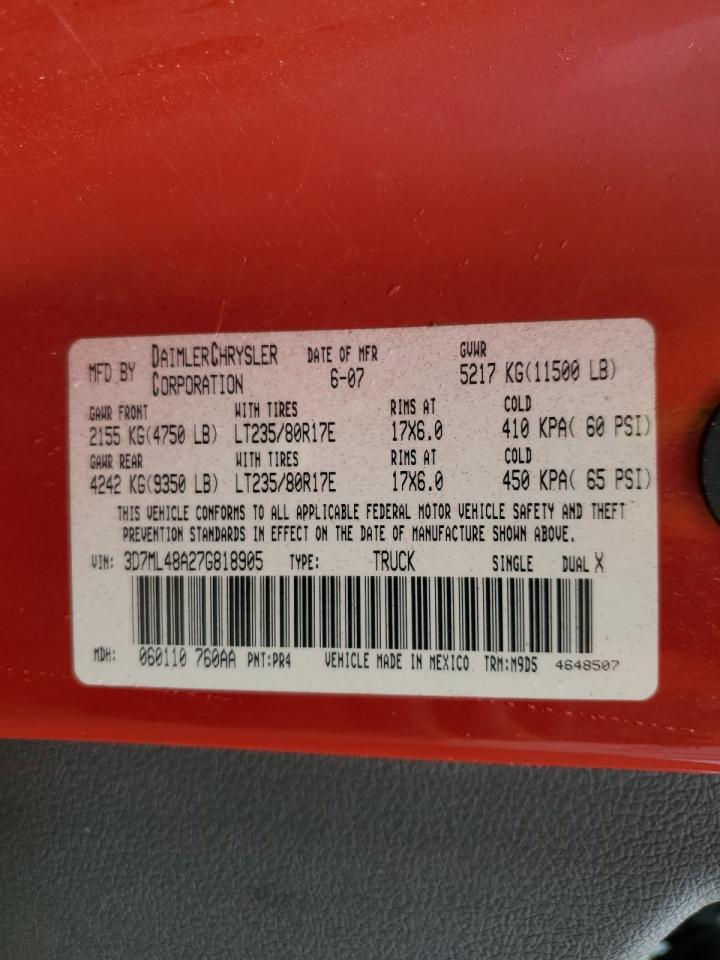 MFD BY DAIMLERCHRYSLER CORPORATION DATE OF MFR 6-07 GVWR 5217 KG(11500 LB)
GAWR FRONT WITH TIRES RIMS AT COLD
2155 KG(4750 LB) LT235/80R17E 17X6.0 410 KPA( 60 PSI)
GAWR REAR WITH TIRES RIMS AT COLD
4242 KG(9350 LB) LT235/80R17E 17X6.0 450 KPA( 65 PSI)
THIS VEHICLE CONFORMS TO ALL APPLICABLE FEDERAL MOTOR VEHICLE SAFETY AND THEFT
PREVENTION STANDARDS IN EFFECT ON THE DATE OF MANUFACTURE SHOWN ABOVE.
VIN: 3D7ML48A27G818905 TYPE: TRUCK SINGLE DUAL X
MDH: 060110 760AA PNT:PR4 VEHICLE MADE IN MEXICO TRM:M9D5 4648507